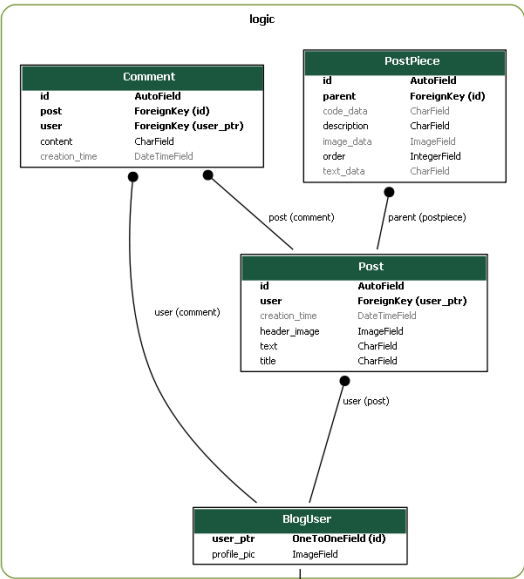 logic
Comment
id AutoField
post ForeignKey (id)
user ForeignKey (user_ptr)
content CharField
creation_time DateTimeField
PostPiece
id AutoField
parent ForeignKey (id)
code_data CharField
description CharField
image_data ImageField
order IntegerField
text_data CharField
post (comment)
parent (postpiece)
Post
id AutoField
user ForeignKey (user_ptr)
creation_time DateTimeField
header_image ImageField
text CharField
title CharField
user (comment)
user (post)
BlogUser
user_ptr OneToOneField (id)
profile_pic ImageField